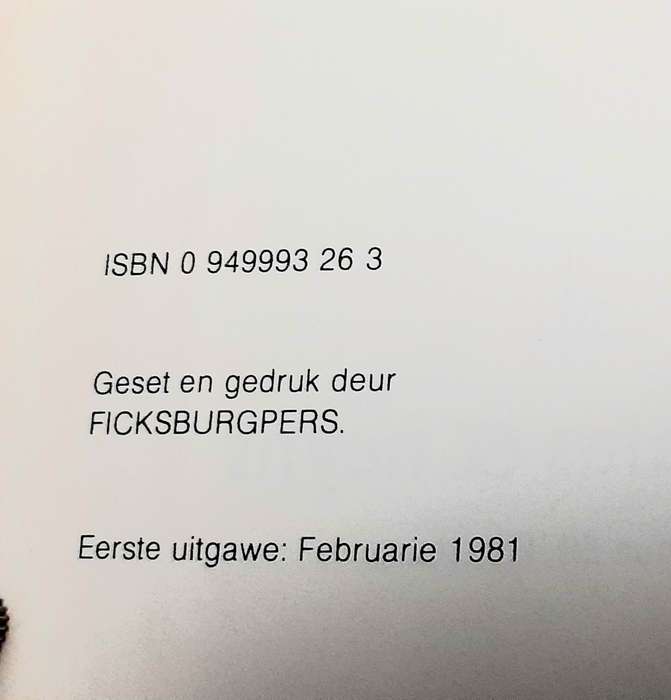 ISBN 0 949993 26 3
Geset en gedruk deur
FICKSBURGPERS.
Eerste uitgawe: Februarie 1981